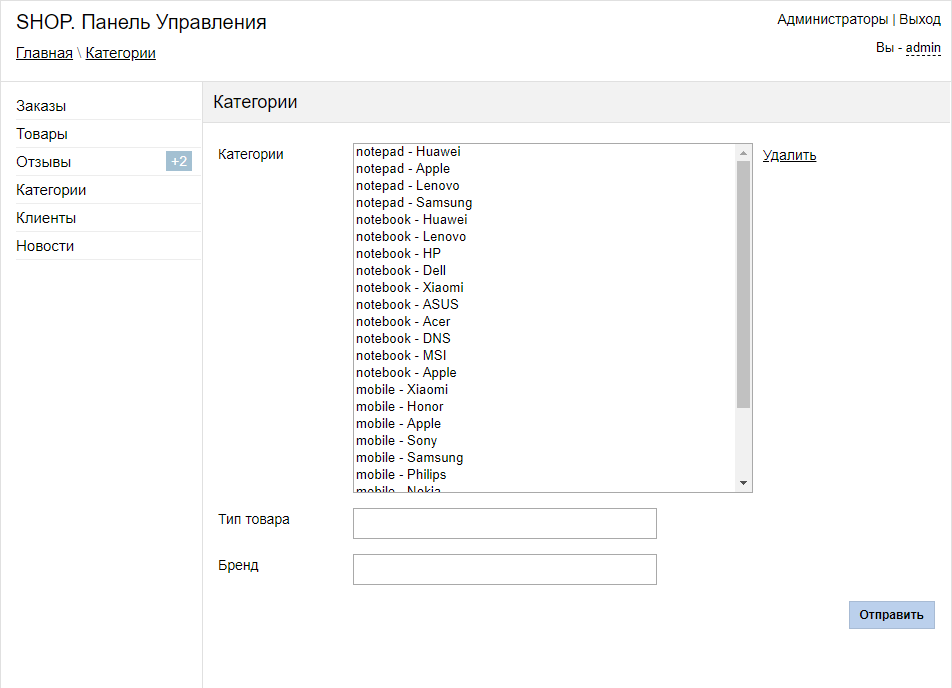 SHOP. Панель Управления
Администраторы | Выход
Главная \ Категории
Вы - admin
Заказы
Товары
Отзывы +2
Категории
Клиенты
Новости
Категории
Категории
notepad - Huawei
notepad - Apple
notepad - Lenovo
notepad - Samsung
notebook - Huawei
notebook - Lenovo
notebook - HP
notebook - Dell
notebook - Xiaomi
notebook - ASUS
notebook - Acer
notebook - DNS
notebook - MSI
notebook - Apple
mobile - Xiaomi
mobile - Honor
mobile - Apple
mobile - Sony
mobile - Samsung
mobile - Philips
mobile - Nokia
Удалить
Тип товара
Бренд
Отправить